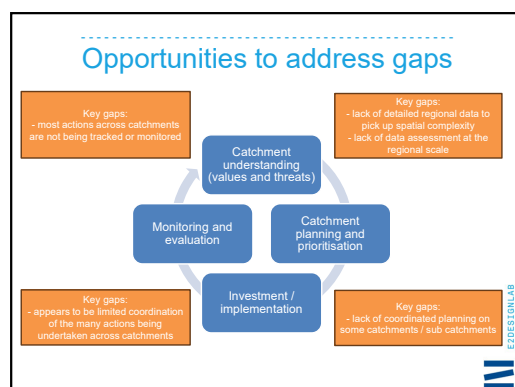 Opportunities to address gaps
Key gaps:
- most actions across catchments
are not being tracked or monitored
Key gaps:
- lack of detailed regional data to
pick up spatial complexity
- lack of data assessment at the
regional scale
Catchment
understanding
(values and threats)
Monitoring and
evaluation
Catchment
planning and
prioritisation
Investment /
implementation
Key gaps:
- appears to be limited coordination
of the many actions being
undertaken across catchments
Key gaps:
- lack of coordinated planning on
some catchments / sub catchments
E2DESIGNLAB